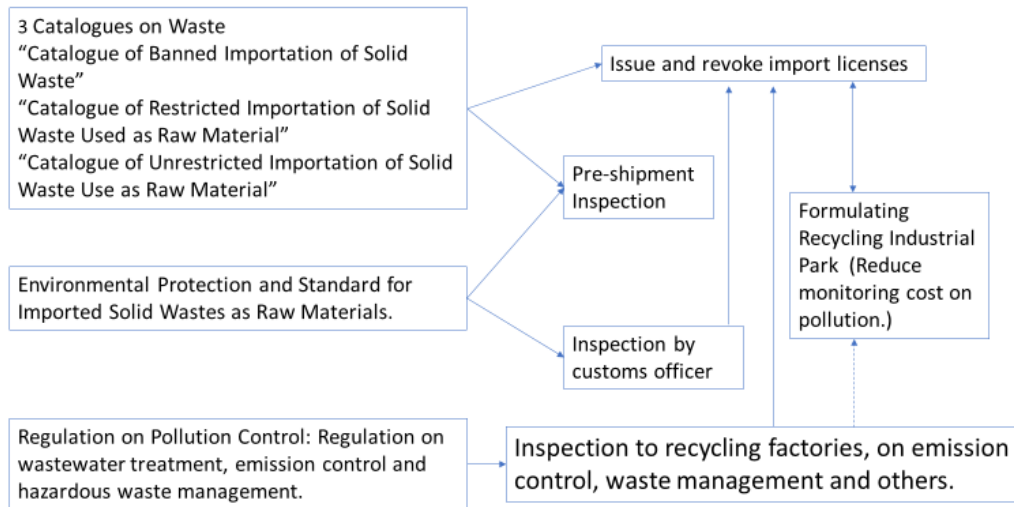 3 Catalogues on Waste
“Catalogue of Banned Importation of Solid
Waste”
“Catalogue of Restricted Importation of Solid
Waste Used as Raw Material”
“Catalogue of Unrestricted Importation of Solid
Waste Use as Raw Material”
Issue and revoke import licenses
Pre-shipment
Inspection
Formulating
Recycling Industrial
Park (Reduce
monitoring cost on
pollution.)
Environmental Protection and Standard for
Imported Solid Wastes as Raw Materials.
Inspection by
customs officer
Regulation on Pollution Control: Regulation on
wastewater treatment, emission control and
hazardous waste management.
Inspection to recycling factories, on emission
control, waste management and others.